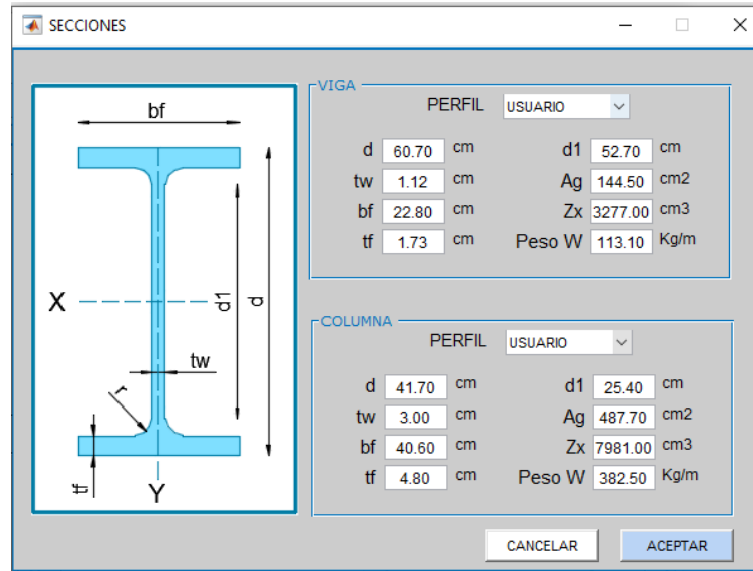 SECCIONES
bf
d1
d
X
tw
r
tf
Y
VIGA
PERFIL USUARIO
d 60.70 cm d1 52.70 cm
tw 1.12 cm Ag 144.50 cm2
bf 22.80 cm Zx 3277.00 cm3
tf 1.73 cm Peso W 113.10 Kg/m
COLUMNA
PERFIL USUARIO
d 41.70 cm d1 25.40 cm
tw 3.00 cm Ag 487.70 cm2
bf 40.60 cm Zx 7981.00 cm3
tf 4.80 cm Peso W 382.50 Kg/m
CANCELAR ACEPTAR